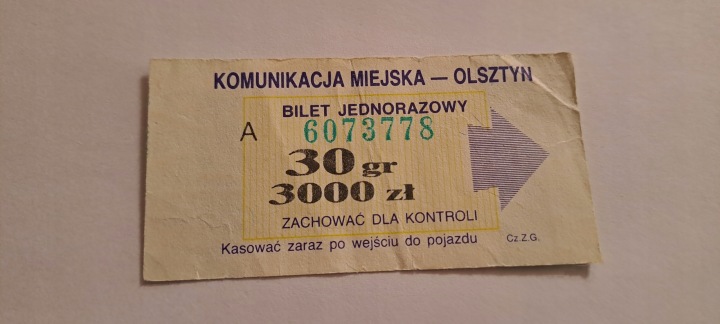 KOMUNIKACJA MIEJSKA — OLSZTYN
BILET JEDNORAZOWY
A 6073778
30 gr
3000 zł
ZACHOWAĆ DLA KONTROLI
Kasować zaraz po wejściu do pojazdu Cz.Z.G.